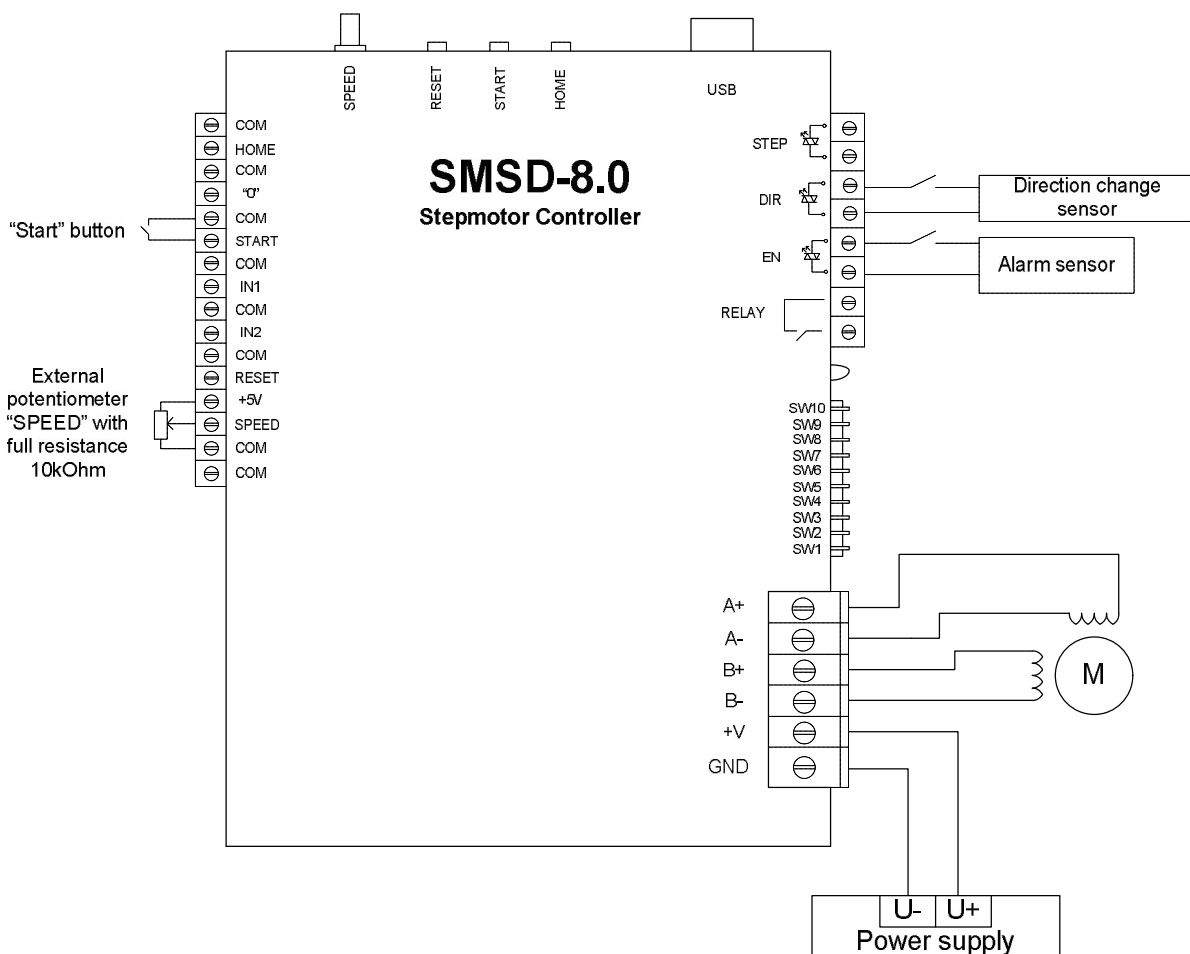 SPEED
RESET
START
HOME
USB
SMSD-8.0
Stepmotor Controller
COM
HOME
COM
“0”
COM
START
COM
IN1
COM
IN2
COM
RESET
+5V
SPEED
COM
COM
“Start” button
External
potentiometer
“SPEED” with
full resistance
10kOhm
STEP
DIR
EN
RELAY
Direction change
sensor
Alarm sensor
SW10
SW9
SW8
SW7
SW6
SW5
SW4
SW3
SW2
SW1
A+
A-
B+
B-
+V
GND
M
U- U+
Power supply